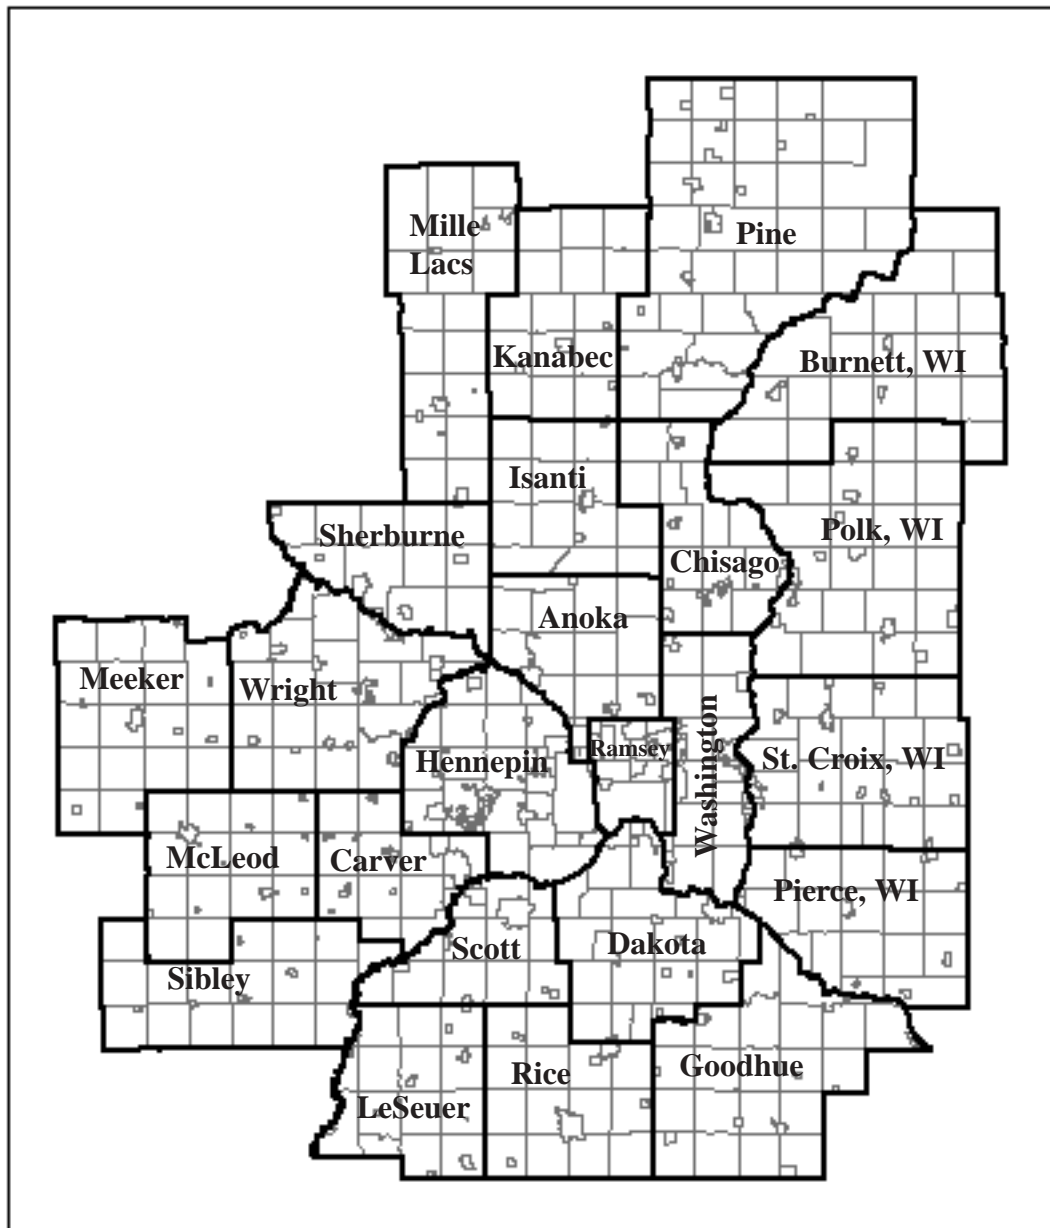 Mille
Lacs
Pine
Kanabec
Burnett, WI
Isanti
Sherburne
Polk, WI
Chisago
Anoka
Meeker
Wright
Washington
Ramsey
Hennepin
St. Croix, WI
McLeod
Carver
Pierce, WI
Scott
Dakota
Sibley
Rice
Goodhue
LeSeuer